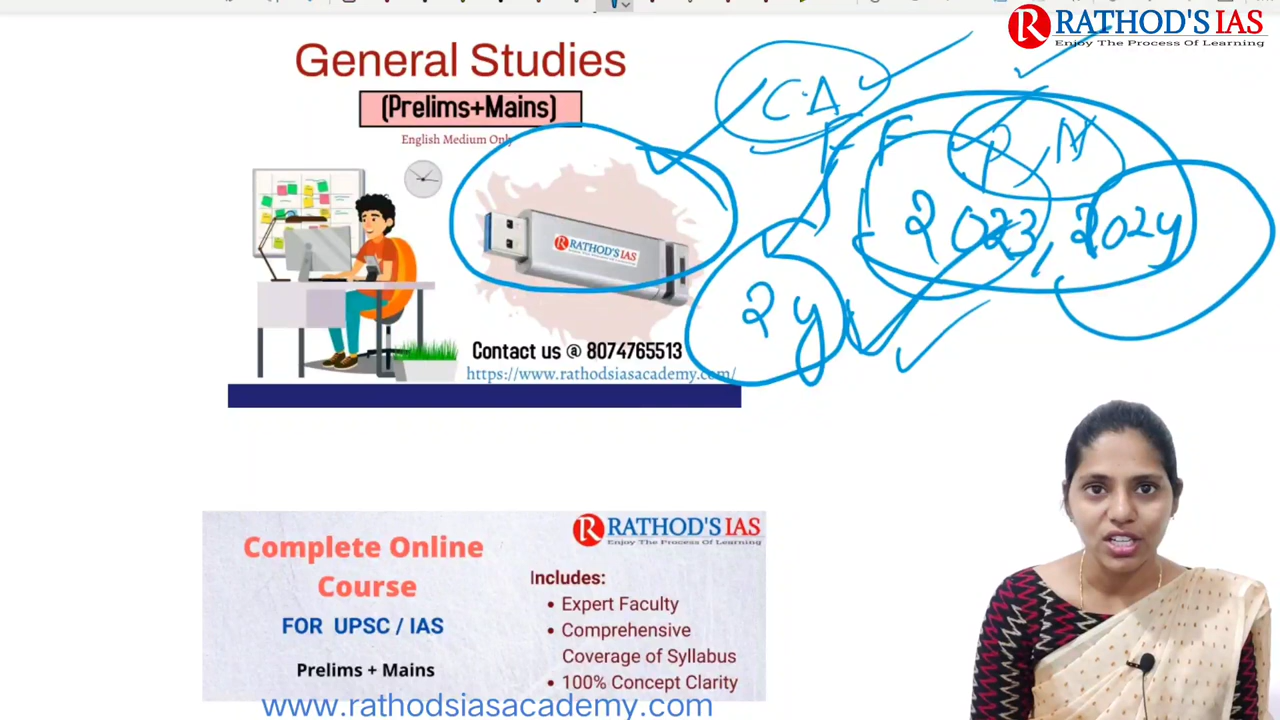 RATHOD'S IAS
Enjoy The Process Of Learning
General Studies
(Prelims+Mains)
English Medium Only
C.A
P, A
2023, 2024
RATHOD'S IAS
2y
Contact us @ 8074765513
https://www.rathodsiasacademy.com/
RATHOD'S IAS
Enjoy The Process Of Learning
Complete Online
Course
FOR UPSC / IAS
Prelims + Mains
Includes:
• Expert Faculty
• Comprehensive
Coverage of Syllabus
• 100% Concept Clarity
www.rathodsiasacademy.com